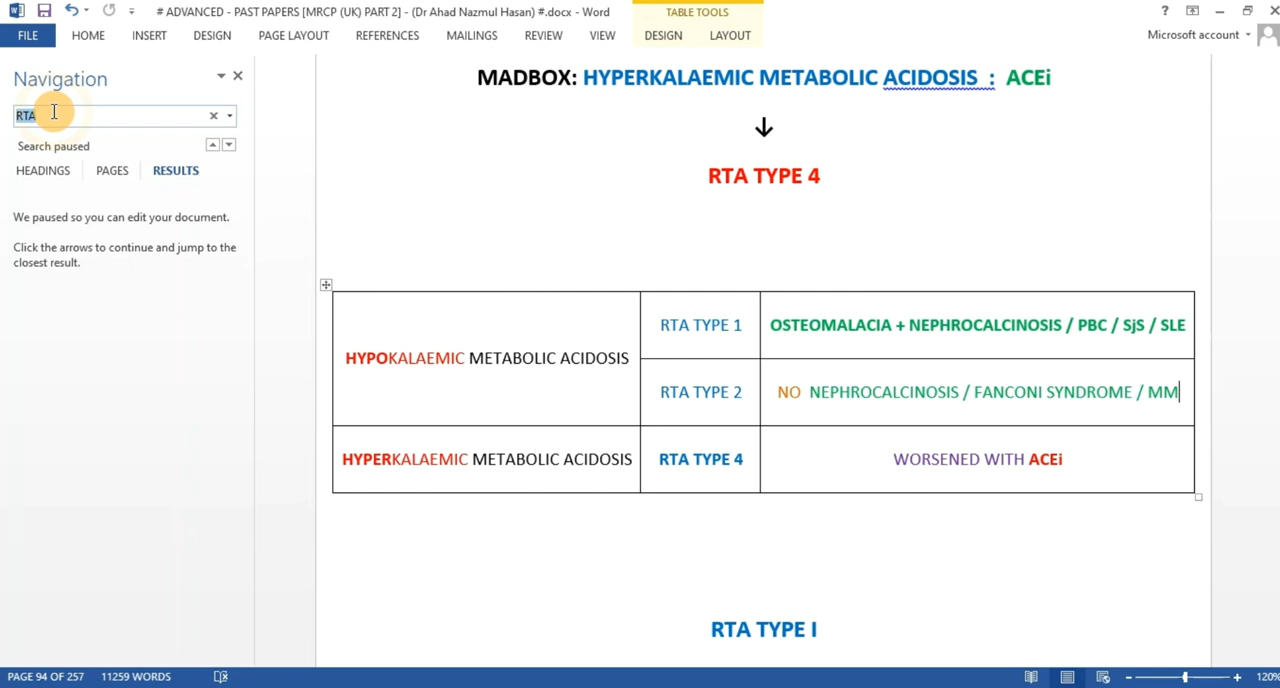 # ADVANCED - PAST PAPERS [MRCP (UK) PART 2] - (Dr Ahad Nazmul Hasan) #.docx - Word
TABLE TOOLS
?
FILE HOME INSERT DESIGN PAGE LAYOUT REFERENCES MAILINGS REVIEW VIEW DESIGN LAYOUT
Microsoft account
Navigation
RTA
Search paused
HEADINGS PAGES RESULTS
We paused so you can edit your document.
Click the arrows to continue and jump to the
closest result.
MADBOX: HYPERKALAEMIC METABOLIC ACIDOSIS : ACEi
↓
RTA TYPE 4
HYPOKALAEMIC METABOLIC ACIDOSIS
RTA TYPE 1
OSTEOMALACIA + NEPHROCALCINOSIS / PBC / SjS / SLE
RTA TYPE 2
NO NEPHROCALCINOSIS / FANCONI SYNDROME / MM
HYPERKALAEMIC METABOLIC ACIDOSIS
RTA TYPE 4
WORSENED WITH ACEi
RTA TYPE I
PAGE 94 OF 257 11259 WORDS
120%